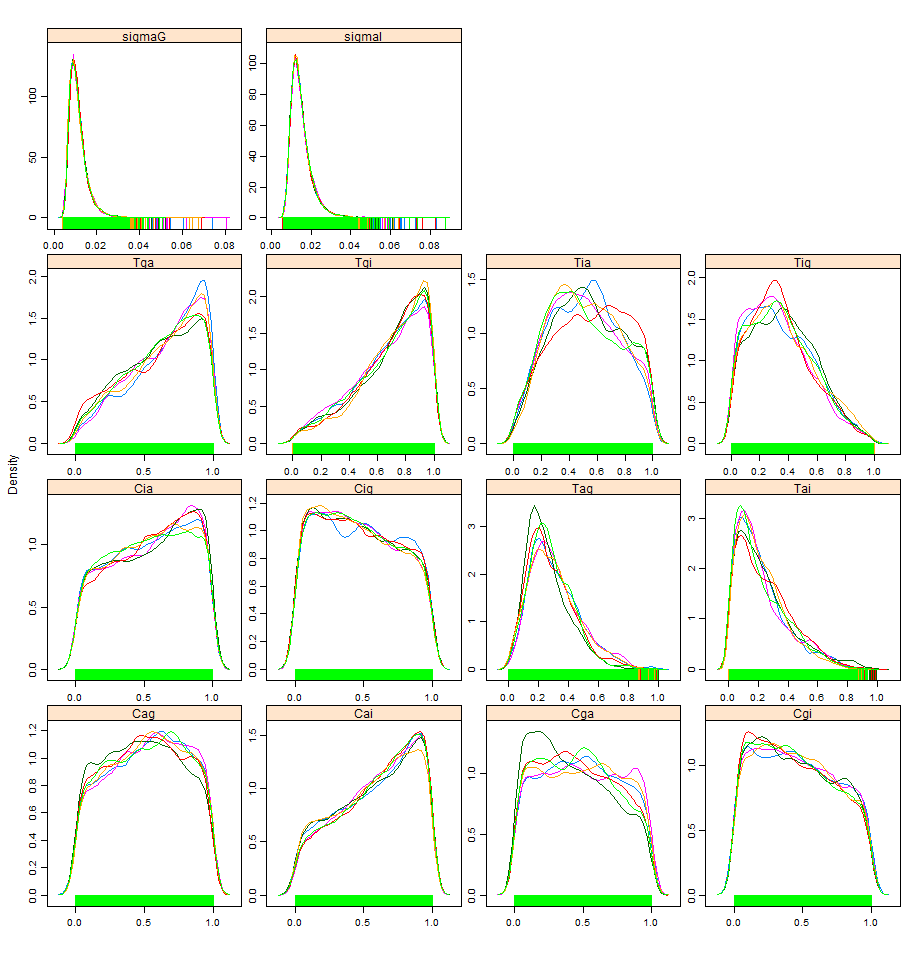 sigmaG sigmaI
0 50 100
0 20 40 60 80 100
0.00 0.02 0.04 0.06 0.08
0.00 0.02 0.04 0.06 0.08
Tga Tgi Tia Tig
0.0 0.5 1.0 1.5 2.0
0.0 0.5 1.0 1.5 2.0
0.0 0.5 1.0 1.5
0.0 0.5 1.0 1.5 2.0
0.0 0.5 1.0
0.0 0.2 0.4 0.6 0.8 1.0
0.0 0.2 0.4 0.6 0.8 1.0
0.0 0.2 0.4 0.6 0.8 1.0
Density
Cia Cig Tag Tai
0.0 0.5 1.0
0.0 0.2 0.4 0.6 0.8 1.0 1.2
0 1 2 3
0 1 2 3
0.0 0.5 1.0
0.0 0.5 1.0
0.0 0.2 0.4 0.6 0.8 1.0
0.0 0.2 0.4 0.6 0.8 1.0
Cag Cai Cga Cgi
0.0 0.2 0.4 0.6 0.8 1.0 1.2
0.0 0.5 1.0 1.5
0.0 0.5 1.0
0.0 0.5 1.0
0.0 0.5 1.0
0.0 0.5 1.0
0.0 0.5 1.0
0.0 0.5 1.0